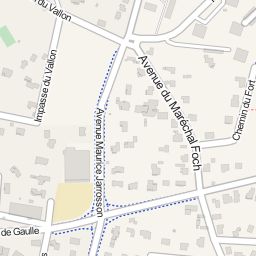 du Vallon
Impasse du Vallon
Avenue du Maréchal Foch
Chemin du Fort
Avenue Maurice Jarrosson
de Gaulle